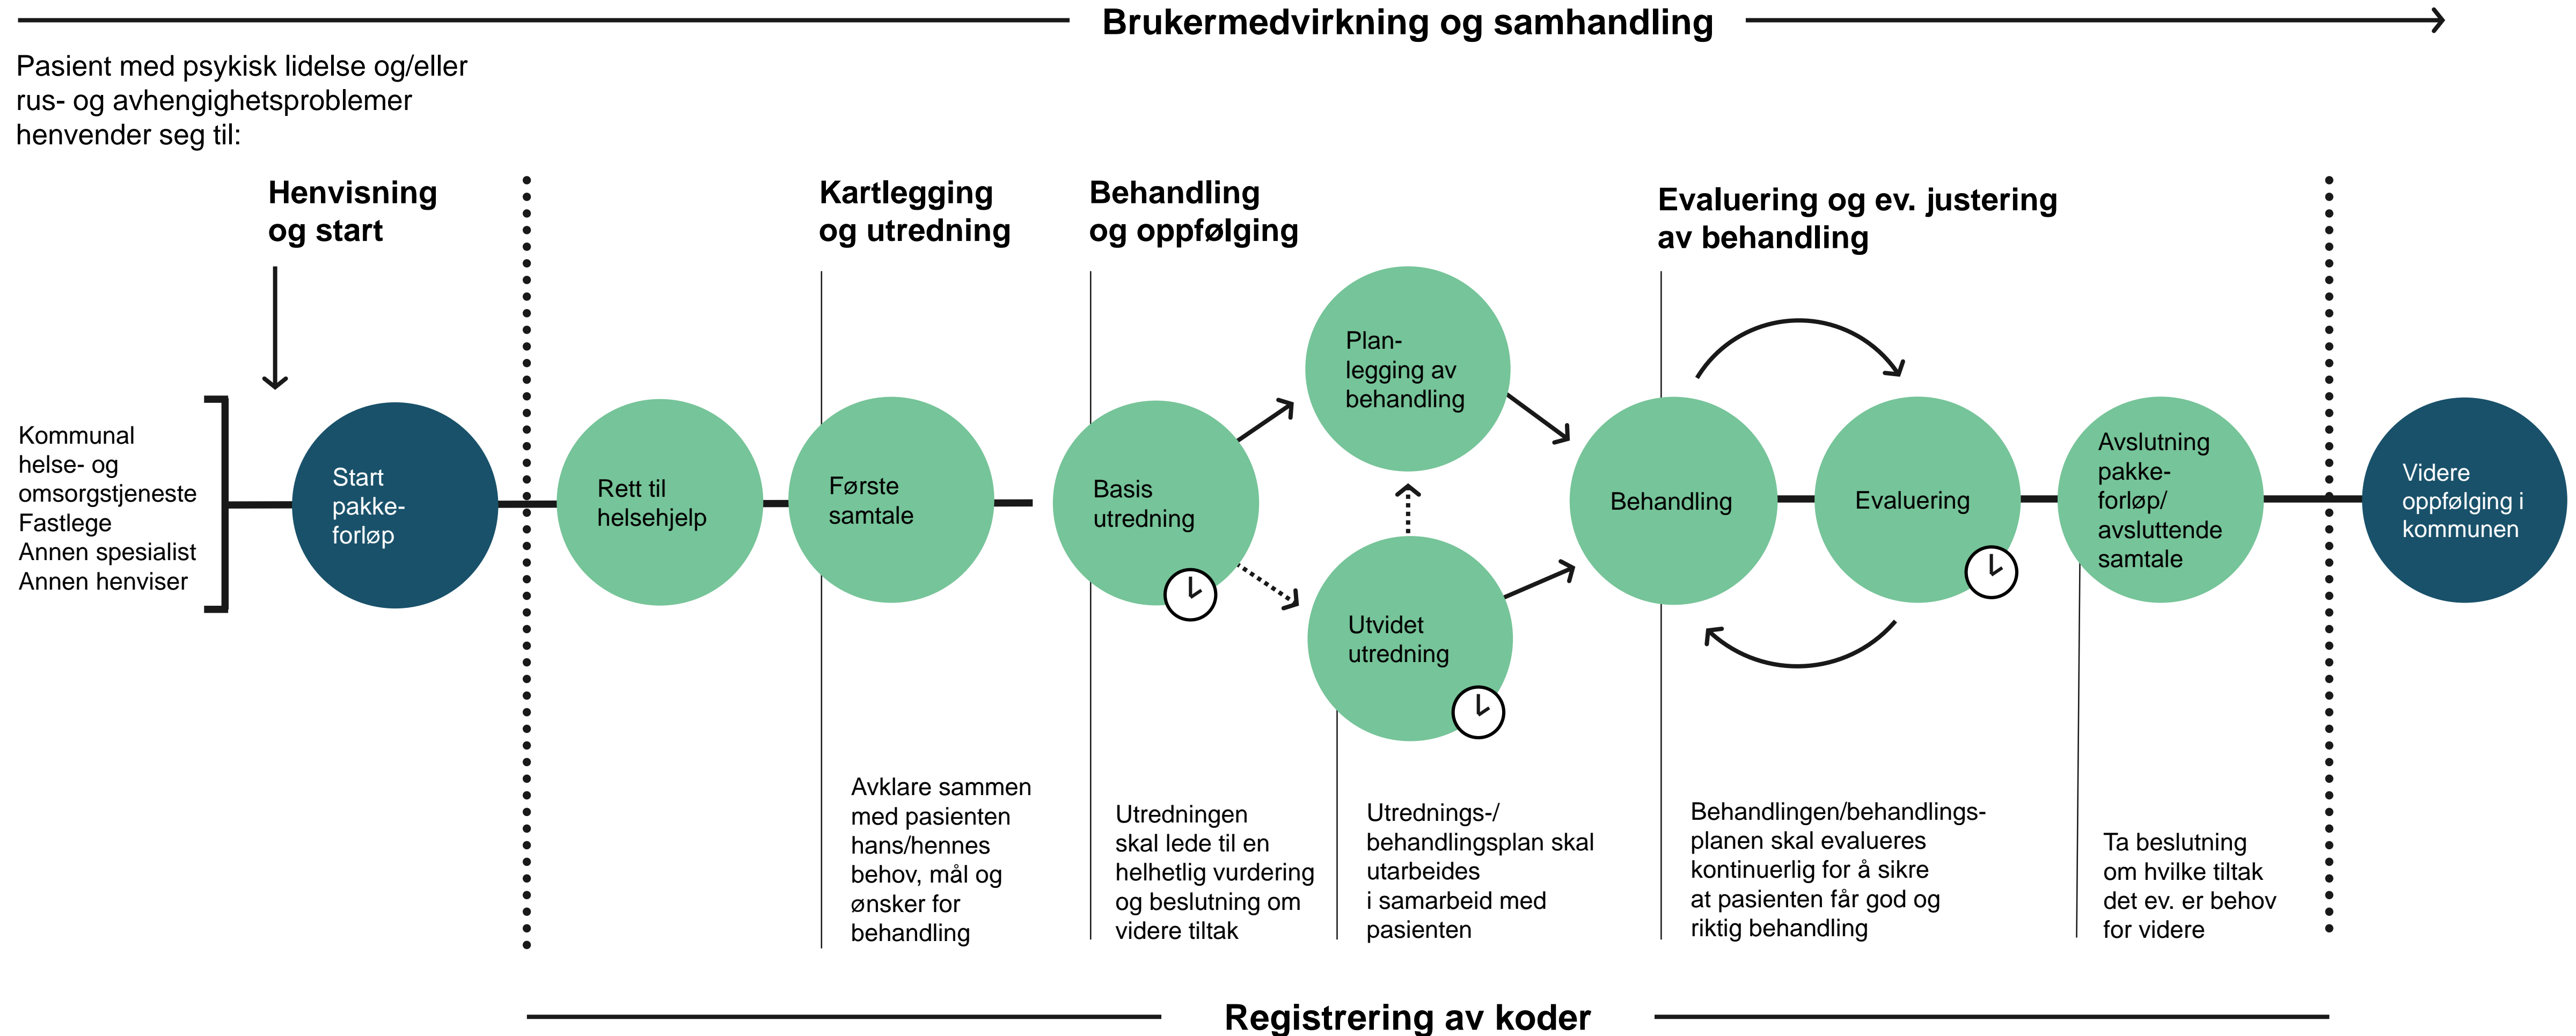 Brukermedvirkning og samhandling
Pasient med psykisk lidelse og/eller
rus- og avhengighetsproblemer
henvender seg til:
Henvisning
og start
Kartlegging
og utredning
Behandling
og oppfølging
Evaluering og ev. justering
av behandling
Kommunal
helse- og
omsorgstjeneste
Fastlege
Annen spesialist
Annen henviser
Start
pakke-
forløp
Rett til
helsehjelp
Første
samtale
Basis
utredning
Plan-
legging av
behandling
Utvidet
utredning
Behandling
Evaluering
Avslutning
pakke-
forløp/
avsluttende
samtale
Videre
oppfølging i
kommunen
Avklare sammen
med pasienten
hans/hennes
behov, mål og
ønsker for
behandling
Utredningen
skal lede til en
helhetlig vurdering
og beslutning om
videre tiltak
Utrednings-/
behandlingsplan skal
utarbeides
i samarbeid med
pasienten
Behandlingen/behandlings-
planen skal evalueres
kontinuerlig for å sikre
at pasienten får god og
riktig behandling
Ta beslutning
om hvilke tiltak
det ev. er behov
for videre
Registrering av koder